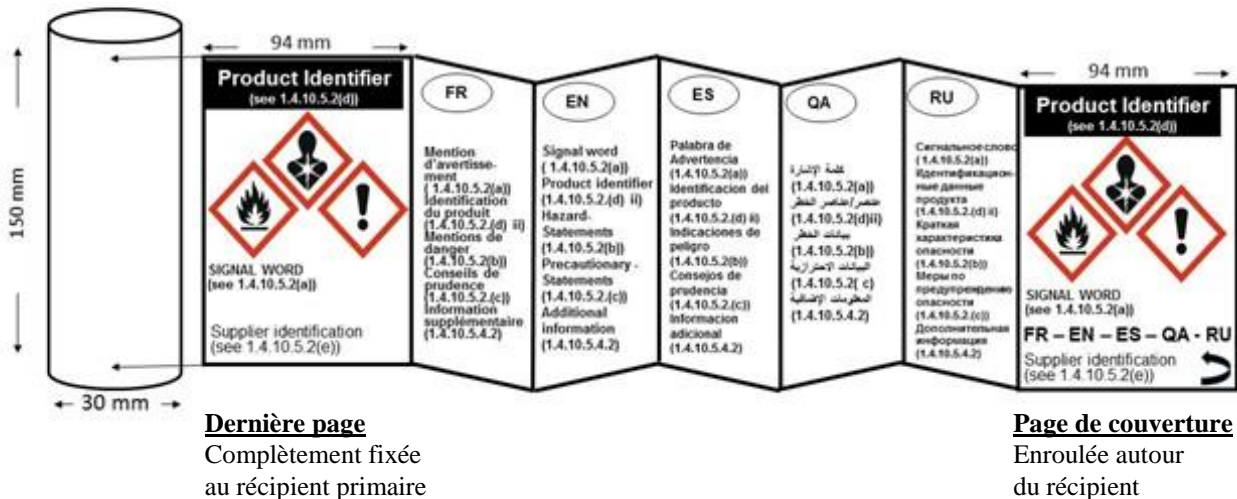 94 mm
150 mm
30 mm
Product Identifier
(see 1.4.10.5.2(d))
SIGNAL WORD
(see 1.4.10.5.2(a))
Supplier identification
(see 1.4.10.5.2(e))
FR
Mention
d'avertisse-
ment
( 1.4.10.5.2(a))
Identification
du produit
(1.4.10.5.2.(d) ii)
Mentions de
danger
(1.4.10.5.2(b))
Conseils de
prudence
(1.4.10.5.2.(c))
Information
supplémentaire
(1.4.10.5.4.2)
EN
Signal word
( 1.4.10.5.2(a))
Product identifier
(1.4.10.5.2.(d) ii)
Hazard-
Statements
(1.4.10.5.2(b))
Precautionary -
Statements
(1.4.10.5.2.(c))
Additional
information
(1.4.10.5.4.2)
ES
Palabra de
Advertencia
(1.4.10.5.2(a))
Identificacion del
producto
(1.4.10.5.2.(d) ii)
Indicaciones de
peligro
(1.4.10.5.2(b))
Consejos de
prudencia
(1.4.10.5.2.(c))
Informacion
adicional
(1.4.10.5.4.2)
QA
كلمة الإشارة
(1.4.10.5.2(a))
عنصر/عناصر الخطر
(1.4.10.5.2(d)ii)
بيانات الخطر
(1.4.10.5.2(b))
البيانات الاحترازية
(1.4.10.5.2( c)
المعلومات الإضافية
(1.4.10.5.4.2)
RU
Сигнальное слово
( 1.4.10.5.2(a))
Идентификацион-
ные данные
продукта
(1.4.10.5.2.(d) ii)
Краткая
характеристика
опасности
(1.4.10.5.2(b))
Меры по
предупреждению
опасности
(1.4.10.5.2.(c))
Дополнительная
информация
(1.4.10.5.4.2)
94 mm
Product Identifier
(see 1.4.10.5.2(d))
SIGNAL WORD
(see 1.4.10.5.2(a))
FR – EN – ES – QA - RU
Supplier identification
(see 1.4.10.5.2(e))
Dernière page
Complètement fixée
au récipient primaire
Page de couverture
Enroulée autour
du récipient